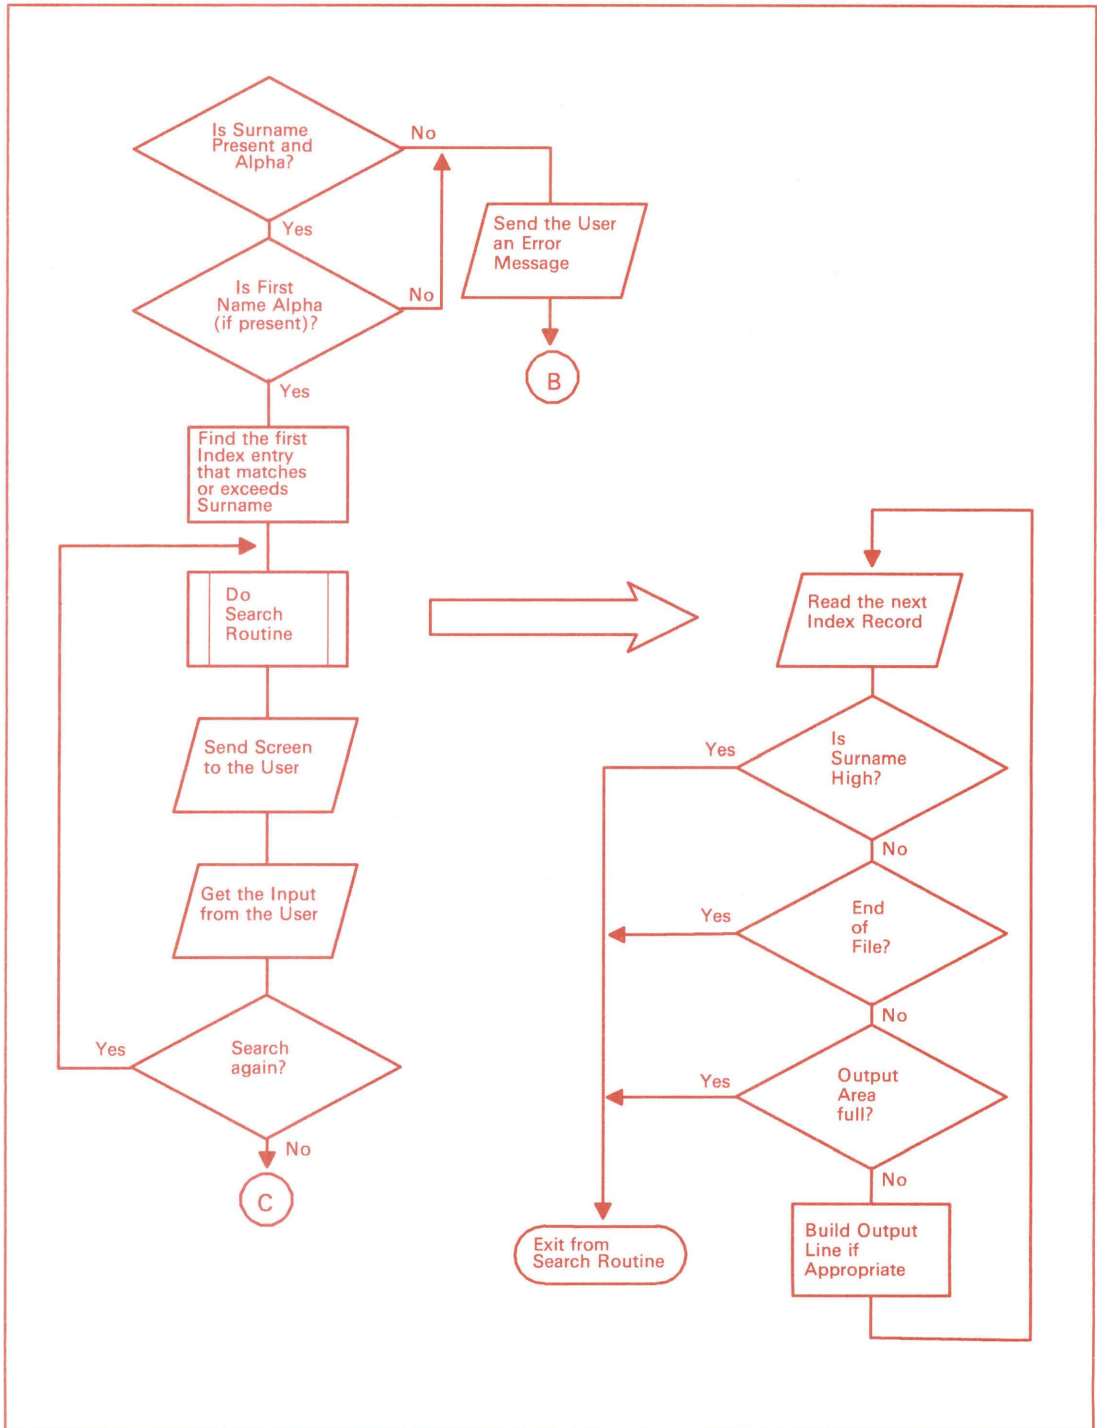 Is Surname
Present and
Alpha?
No
Yes
Is First
Name Alpha
(if present)?
No
Yes
Send the User
an Error
Message
B
Find the first
Index entry
that matches
or exceeds
Surname
Do
Search
Routine
Send Screen
to the User
Get the Input
from the User
Search
again?
Yes
No
C
Read the next
Index Record
Is
Surname
High?
Yes
No
End
of
File?
Yes
No
Output
Area
full?
Yes
No
Build Output
Line if
Appropriate
Exit from
Search Routine